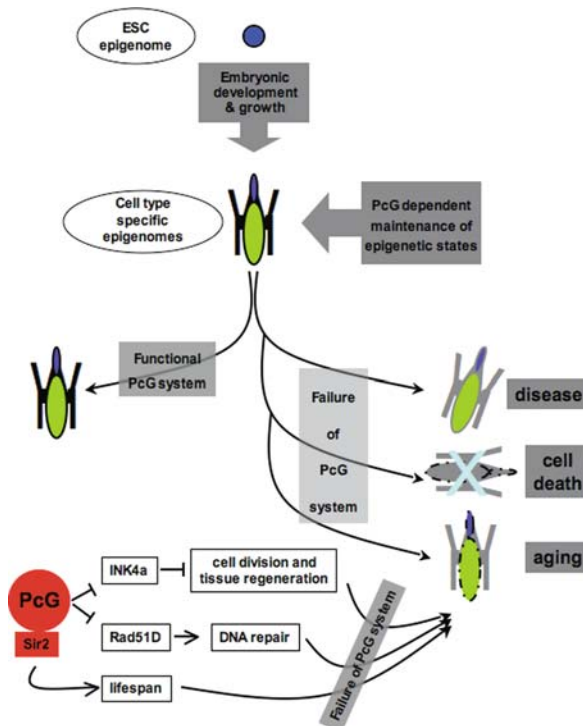 ESC
epigenome
Embryonic
development
& growth
Cell type
specific
epigenomes
PcG dependent
maintenance of
epigenetic states
Functional
PcG system
Failure
of
PcG
system
disease
cell
death
aging
PcG
Sir2
INK4a
cell division and
tissue regeneration
Rad51D
DNA repair
lifespan
Failure of PcG system